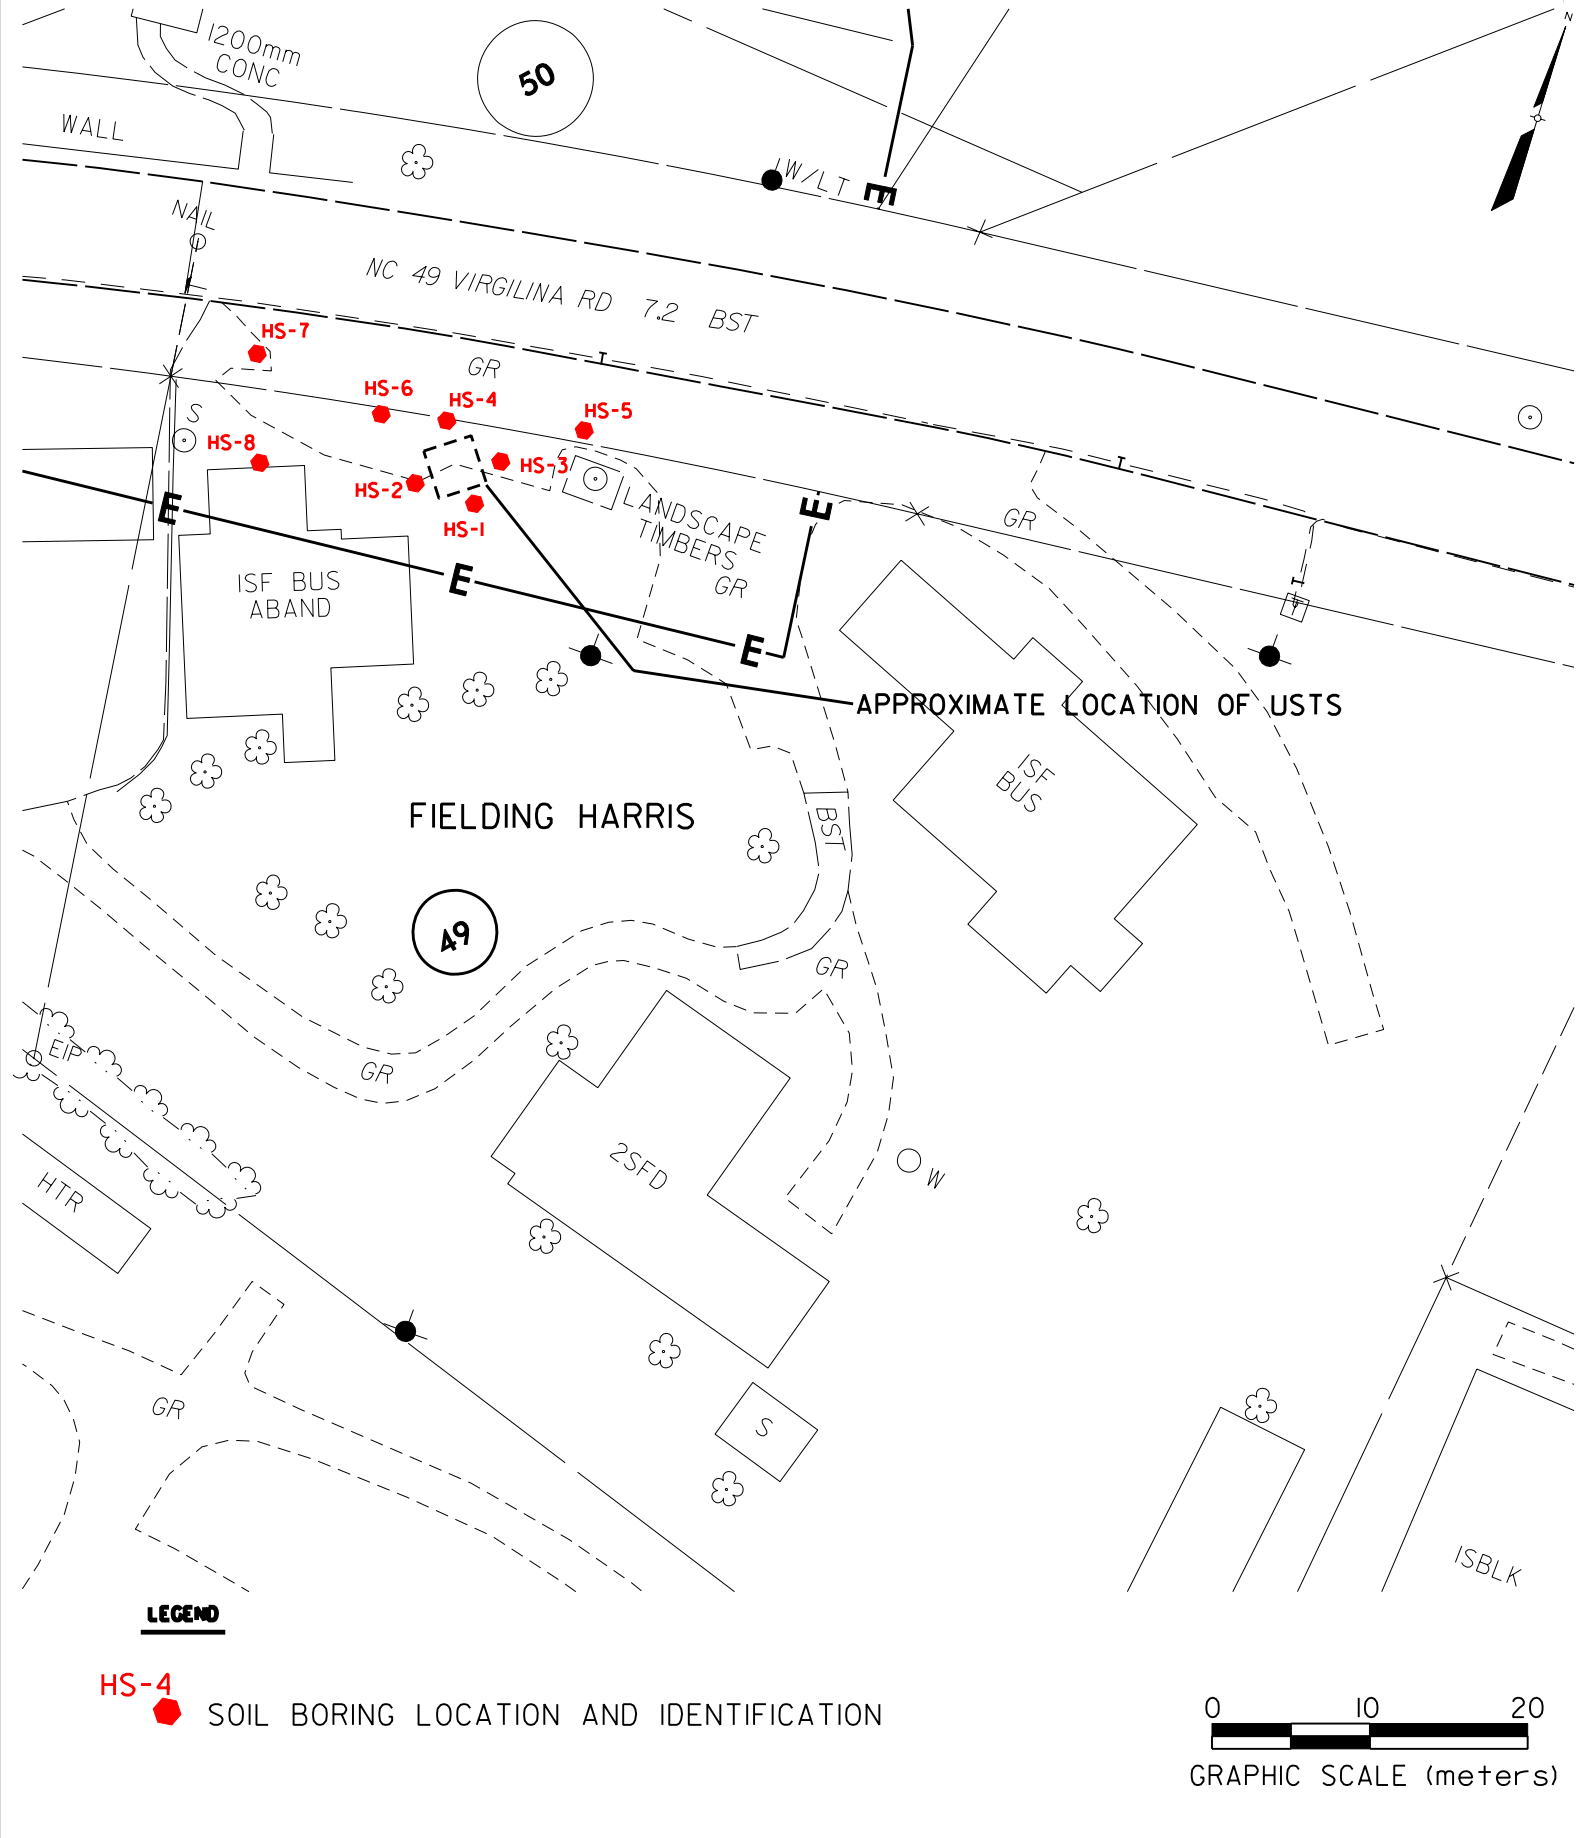 N
1200mm
CONC
50
WALL
W/LT
E
NAIL
NC 49 VIRGILINA RD 7.2 BST
HS-7
T
GR
HS-6
HS-4
HS-5
S
HS-8
HS-3
HS-2
HS-1
T
LANDSCAPE
TIMBERS
GR
GR
E
E
E
E
T
ISF BUS
ABAND
APPROXIMATE LOCATION OF USTS
ISF
BUS
FIELDING HARRIS
BST
49
GR
GR
EIP
HTR
2SFD
W
GR
S
ISBLK
LEGEND
HS-4
SOIL BORING LOCATION AND IDENTIFICATION
0 10 20
GRAPHIC SCALE (meters)